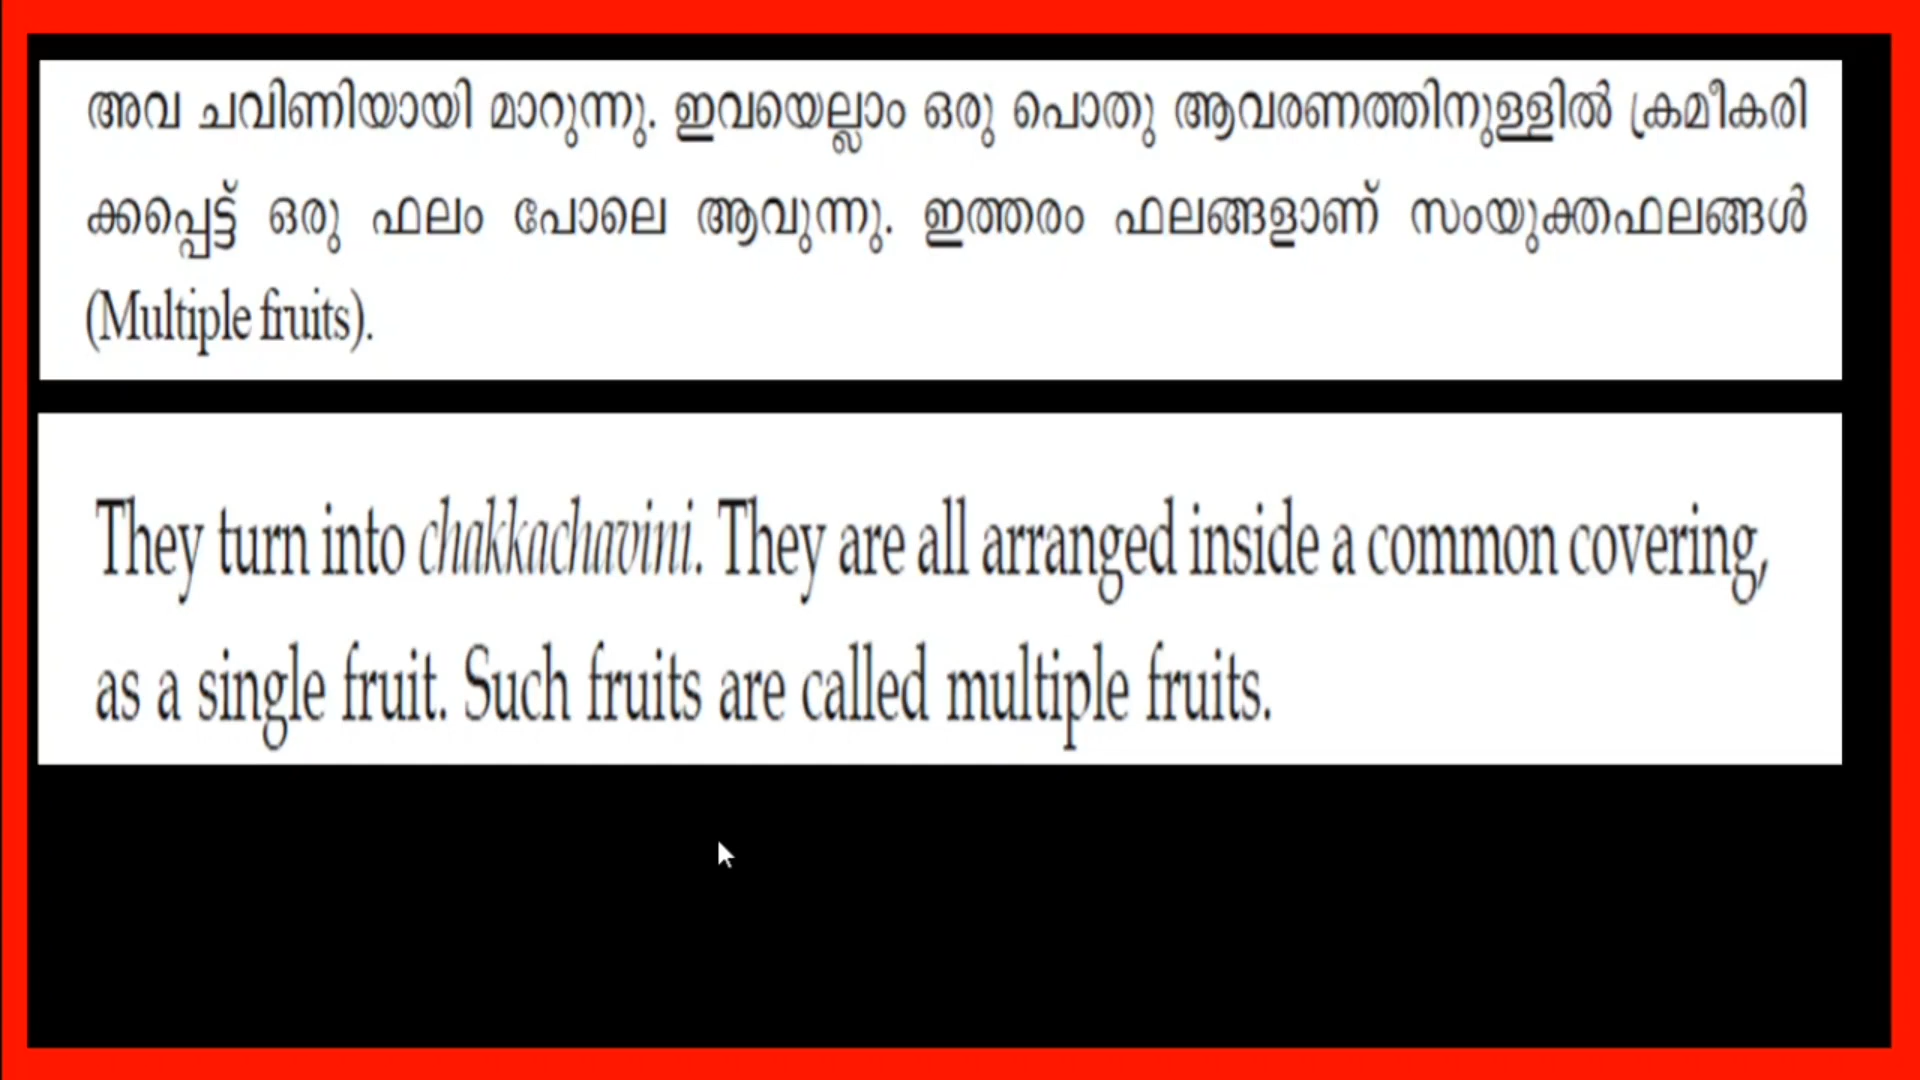 അവ ചവിണിയായി മാറുന്നു. ഇവയെല്ലാം ഒരു പൊതു ആവരണത്തിനുള്ളിൽ ക്രമീകരി
ക്കപ്പെട്ട് ഒരു ഫലം പോലെ ആവുന്നു. ഇത്തരം ഫലങ്ങളാണ് സംയുക്തഫലങ്ങൾ
(Multiple fruits).
They turn into chakkachavini. They are all arranged inside a common covering,
as a single fruit. Such fruits are called multiple fruits.